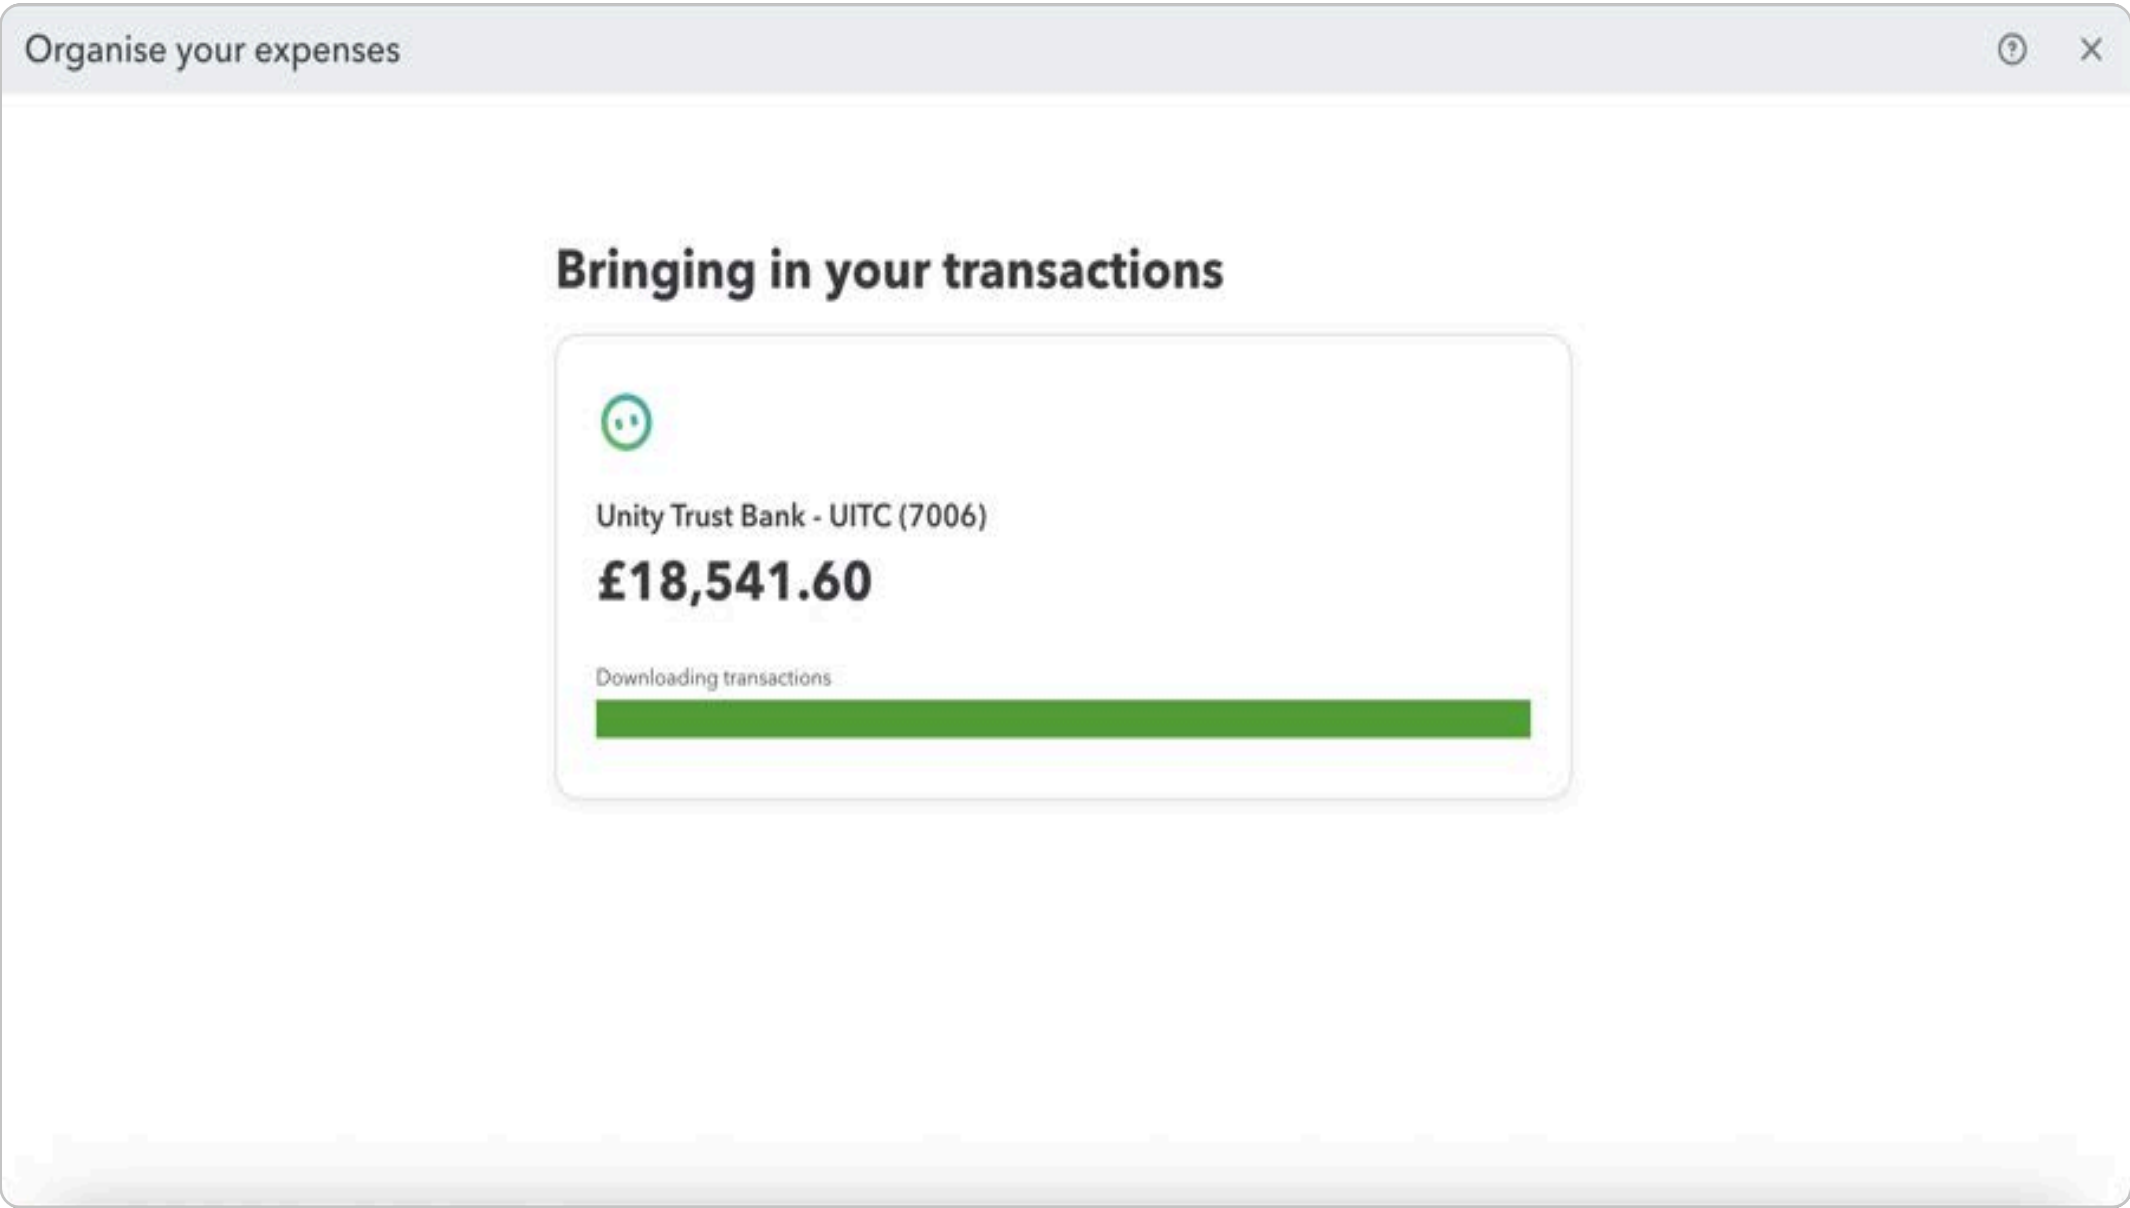 Organise your expenses
Bringing in your transactions
Unity Trust Bank - UITC (7006)
£18,541.60
Downloading transactions